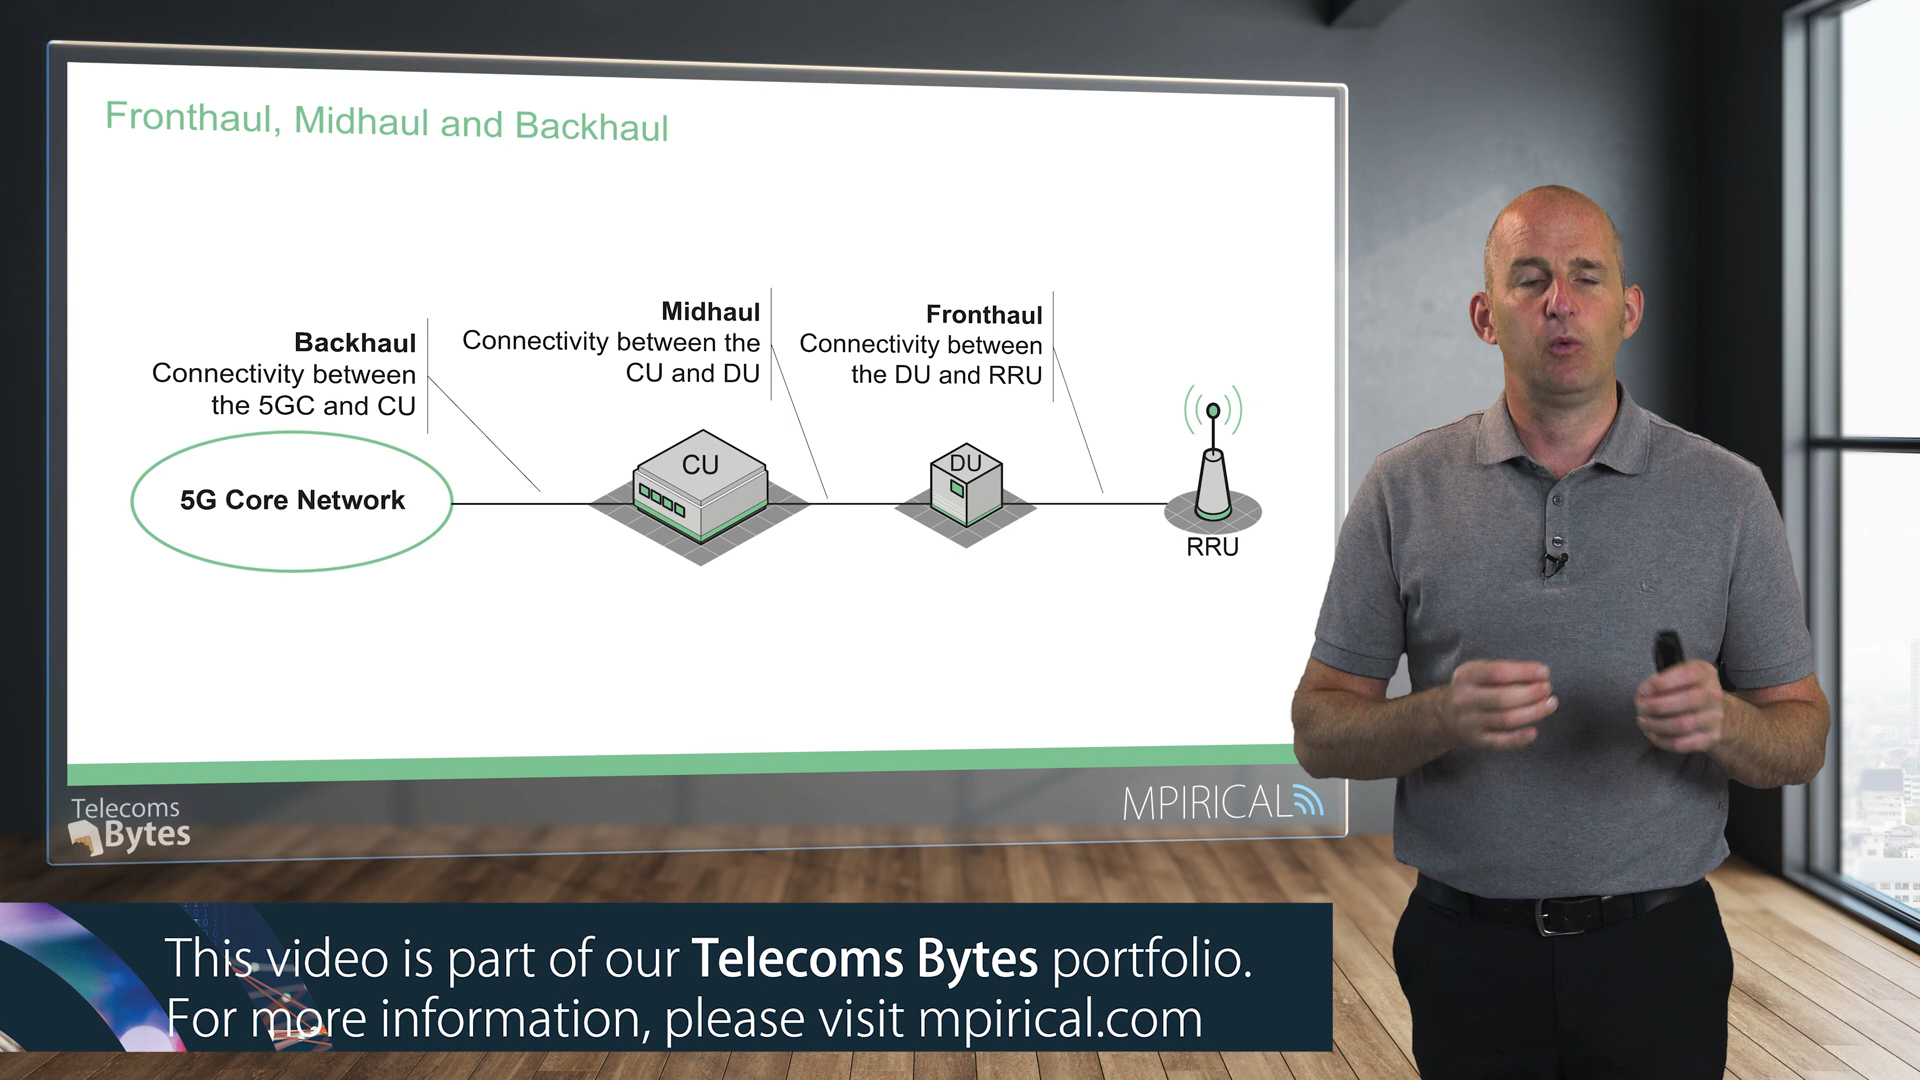 Fronthaul, Midhaul and Backhaul
Backhaul
Connectivity between
the 5GC and CU
Midhaul
Connectivity between the
CU and DU
Fronthaul
Connectivity between
the DU and RRU
5G Core Network
CU
DU
RRU
Telecoms
Bytes
MPIRICAL
This video is part of our Telecoms Bytes portfolio.
For more information, please visit mpirical.com